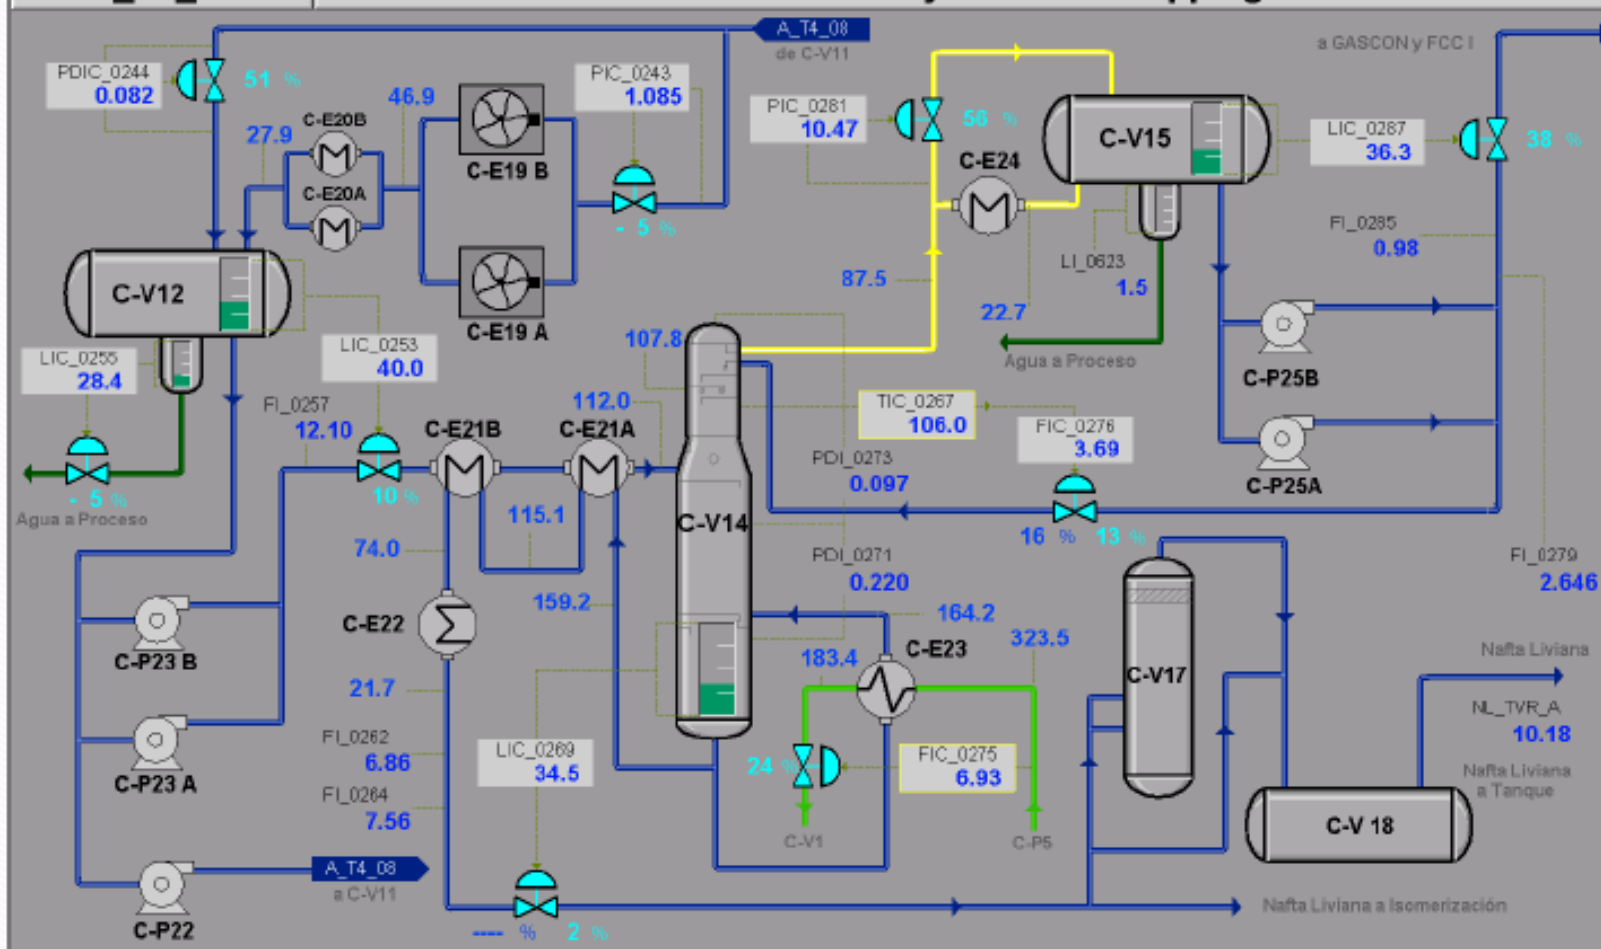 A_T4_08
de C-V11
a GASCON y FCC I
PDIC_0244
0.082
51 %
46.9
PIC_0243
1.085
PIC_0281
10.47
56 %
C-V15
LIC_0287
36.3
38 %
27.9
C-E20B
C-E19 B
C-E24
C-E20A
- 5 %
FI_0285
0.98
C-V12
87.5
LI_0623
1.5
22.7
C-E19 A
Agua a Proceso
LIC_0255
28.4
LIC_0253
40.0
107.8
C-P25B
FI_0257
12.10
112.0
TIC_0267
106.0
C-E21B
C-E21A
FIC_0276
3.69
PDI_0273
0.097
C-P25A
- 5 %
10 %
Agua a Proceso
115.1
C-V14
16 %
13 %
74.0
PDI_0271
0.220
FI_0279
2.646
159.2
164.2
C-E22
323.5
C-E23
C-P23 B
183.4
C-V17
Nafta Liviana
21.7
NL_TVR_A
10.18
FI_0262
6.86
LIC_0269
34.5
24 %
FIC_0275
6.93
Nafta Liviana
a Tanque
C-P23 A
FI_0264
7.56
C-V 18
C-V1
C-P5
A_T4_08
a C-V11
Nafta Liviana a Isomerización
C-P22
---- %
2 %